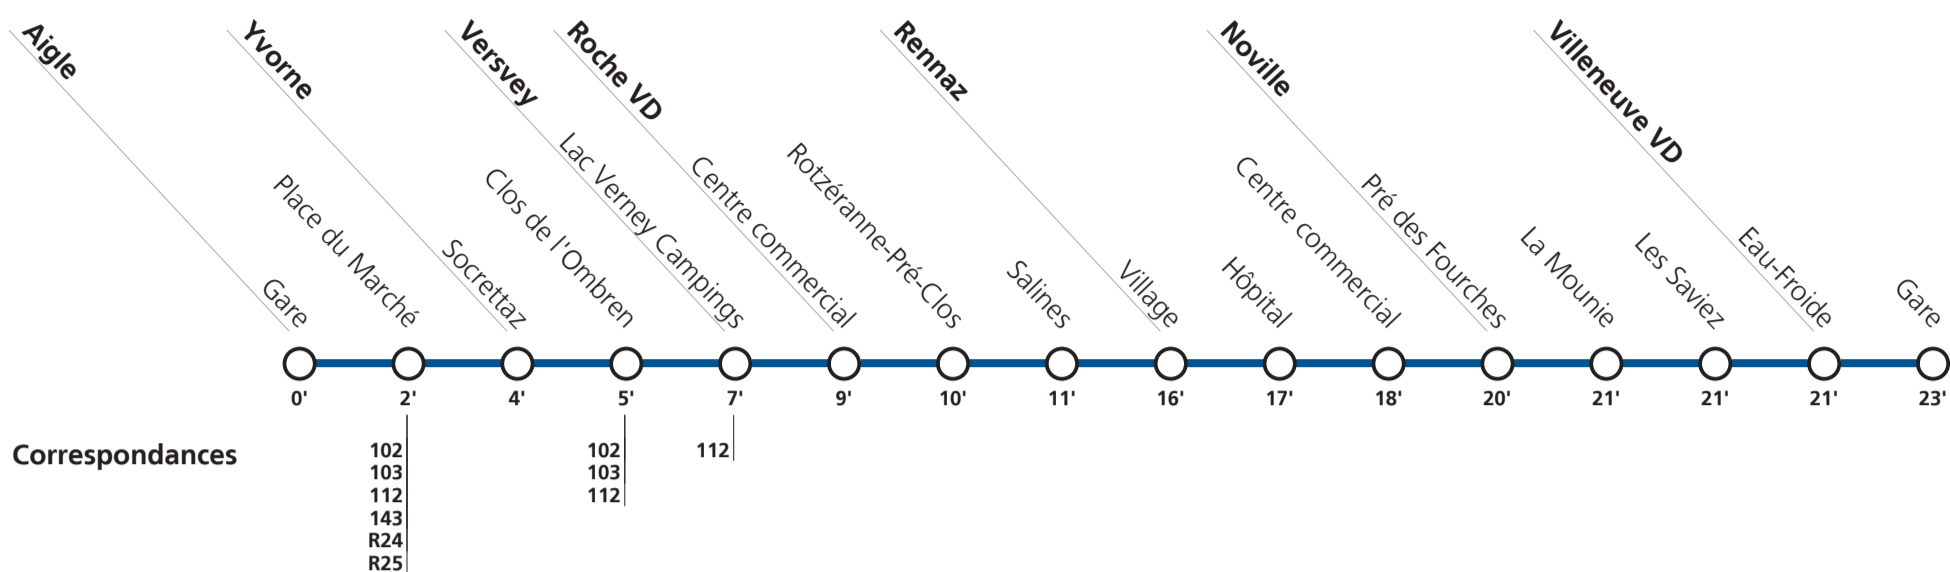 Aigle
Yvorne
Versvey
Roche VD
Rennaz
Noville
Villeneuve VD
Gare
Place du Marché
Socrettaz
Clos de l'Ombren
Lac Verney Campings
Centre commercial
Rotzéranne-Pré-Clos
Salines
Village
Hôpital
Centre commercial
Pré des Fourches
La Mounie
Les Saviez
Eau-Froide
Gare
0' 2' 4' 5' 7' 9' 10' 11' 16' 17' 18' 20' 21' 21' 21' 23'
Correspondances
102
103
112
143
R24
R25
102
103
112
112